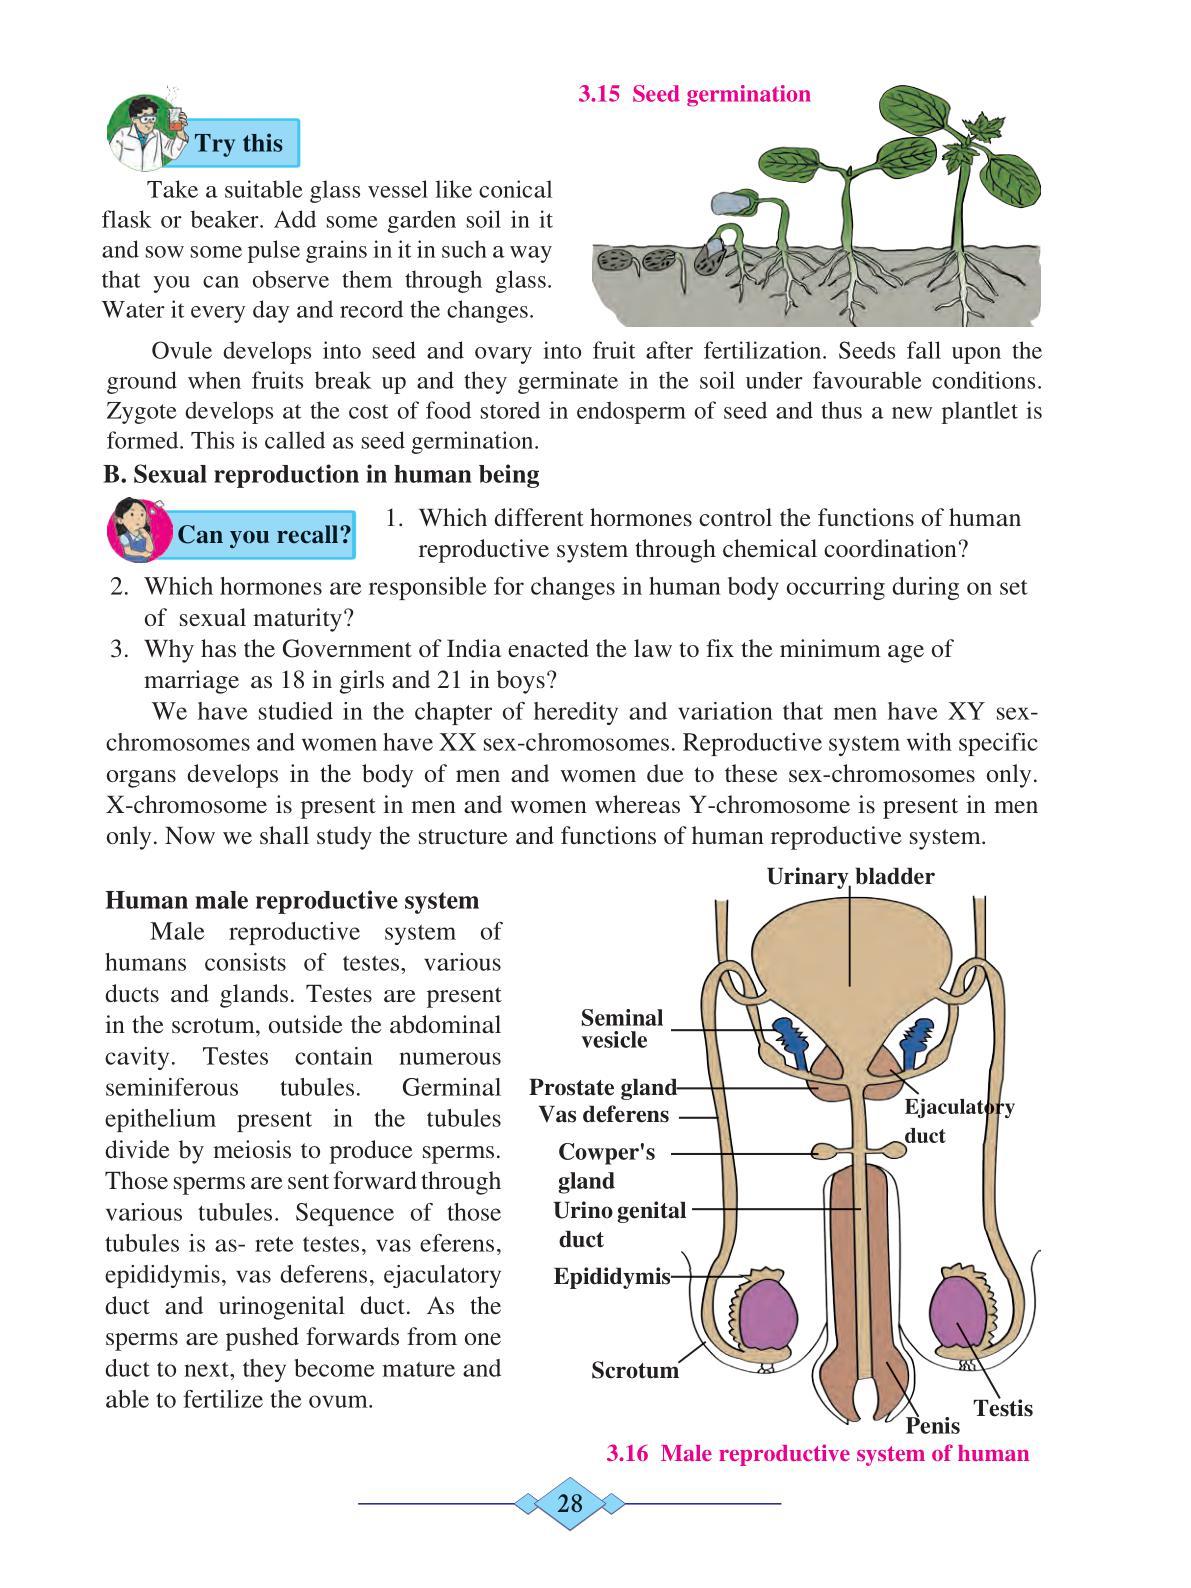 3.15 Seed germination
Try this
Take a suitable glass vessel like conical
flask or beaker. Add some garden soil in it
and sow some pulse grains in it in such a way
that you can observe them through glass.
Water it every day and record the changes.
Ovule develops into seed and ovary into fruit after fertilization. Seeds fall upon the
ground when fruits break up and they germinate in the soil under favourable conditions.
Zygote develops at the cost of food stored in endosperm of seed and thus a new plantlet is
formed. This is called as seed germination.
B. Sexual reproduction in human being
Can you recall?
1. Which different hormones control the functions of human
reproductive system through chemical coordination?
2. Which hormones are responsible for changes in human body occurring during on set
of sexual maturity?
3. Why has the Government of India enacted the law to fix the minimum age of
marriage as 18 in girls and 21 in boys?
We have studied in the chapter of heredity and variation that men have XY sex-
chromosomes and women have XX sex-chromosomes. Reproductive system with specific
organs develops in the body of men and women due to these sex-chromosomes only.
X-chromosome is present in men and women whereas Y-chromosome is present in men
only. Now we shall study the structure and functions of human reproductive system.
Human male reproductive system
Male reproductive system of
humans consists of testes, various
ducts and glands. Testes are present
in the scrotum, outside the abdominal
cavity. Testes contain numerous
seminiferous tubules. Germinal
epithelium present in the tubules
divide by meiosis to produce sperms.
Those sperms are sent forward through
various tubules. Sequence of those
tubules is as- rete testes, vas eferens,
epididymis, vas deferens, ejaculatory
duct and urinogenital duct. As the
sperms are pushed forwards from one
duct to next, they become mature and
able to fertilize the ovum.
Urinary bladder
Seminal
vesicle
Prostate gland
Vas deferens
Ejaculatory
duct
Cowper's
gland
Urino genital
duct
Epididymis
Scrotum
Testis
Penis
3.16 Male reproductive system of human
28